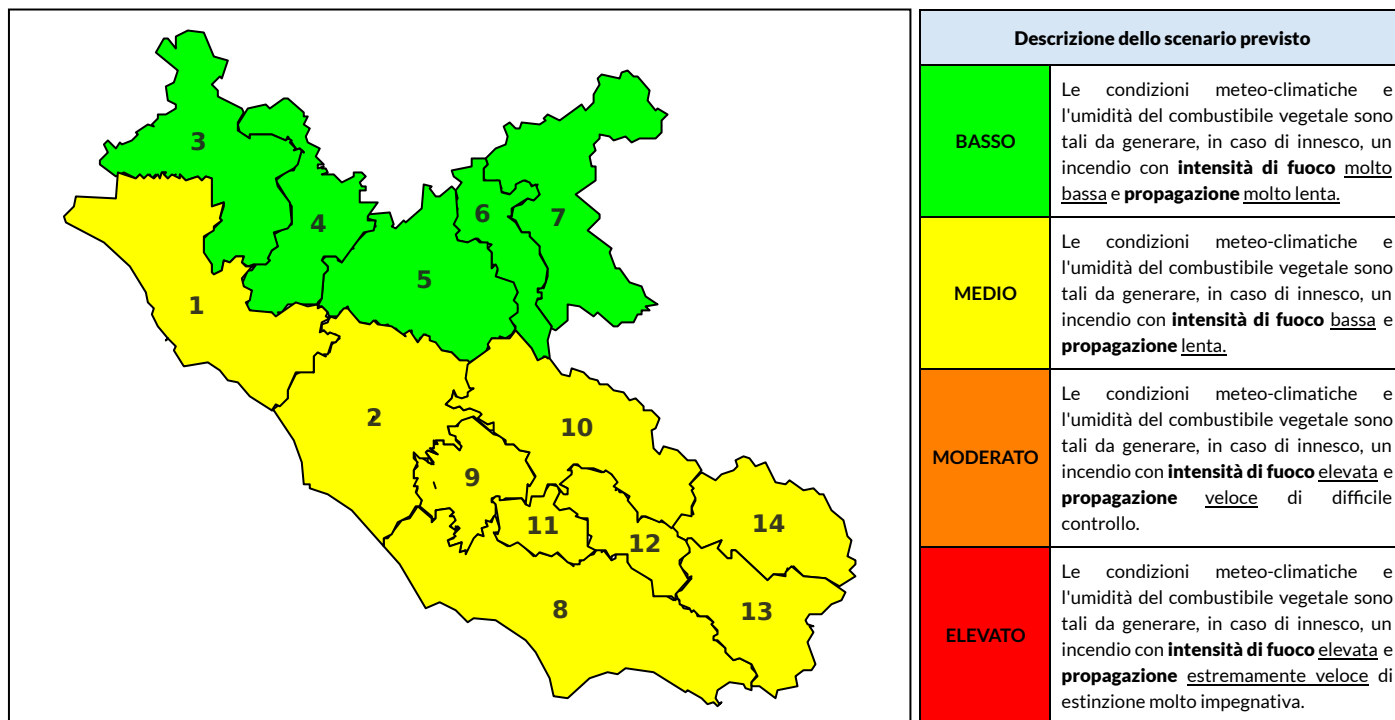 3
4
6
7
5
1
2
10
9
11
12
14
8
13
Descrizione dello scenario previsto
BASSO
Le condizioni meteo-climatiche e
l'umidità del combustibile vegetale sono
tali da generare, in caso di innesco, un
incendio con intensità di fuoco molto
bassa e propagazione molto lenta.
MEDIO
Le condizioni meteo-climatiche e
l'umidità del combustibile vegetale sono
tali da generare, in caso di innesco, un
incendio con intensità di fuoco bassa e
propagazione lenta.
MODERATO
Le condizioni meteo-climatiche e
l'umidità del combustibile vegetale sono
tali da generare, in caso di innesco, un
incendio con intensità di fuoco elevata e
propagazione veloce di difficile
controllo.
ELEVATO
Le condizioni meteo-climatiche e
l'umidità del combustibile vegetale sono
tali da generare, in caso di innesco, un
incendio con intensità di fuoco elevata e
propagazione estremamente veloce di
estinzione molto impegnativa.